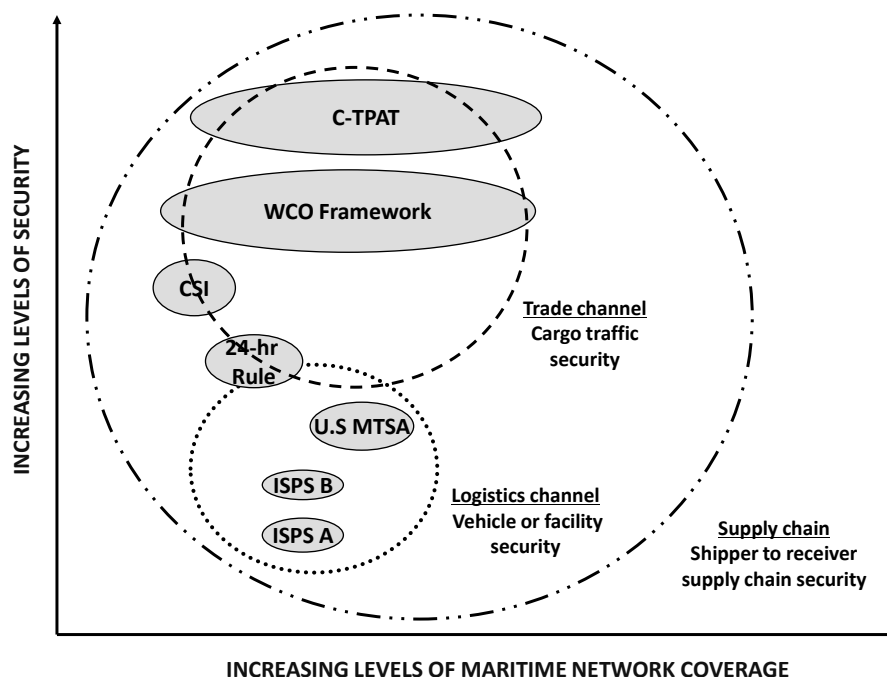 INCREASING LEVELS OF SECURITY
C-TPAT
WCO Framework
CSI
Trade channel
Cargo traffic
security
24-hr
Rule
U.S MTSA
ISPS B
ISPS A
Logistics channel
Vehicle or facility
security
Supply chain
Shipper to receiver
supply chain security
INCREASING LEVELS OF MARITIME NETWORK COVERAGE